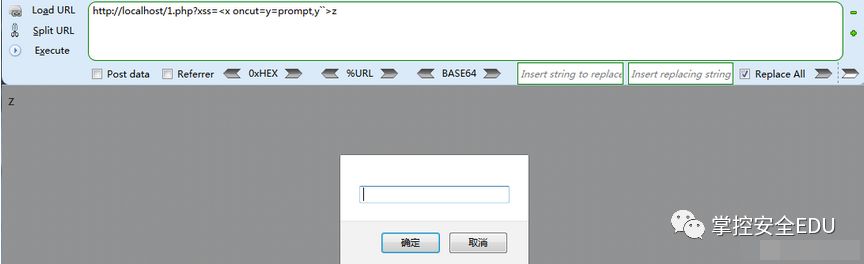 Load URL
http://localhost/1.php?xss=<x oncut=y=prompt,y``>z
Split URL
Execute
Post data Referrer 0xHEX %URL BASE64 Insert string to replace Insert replacing string Replace All
z
确定 取消
掌控安全EDU